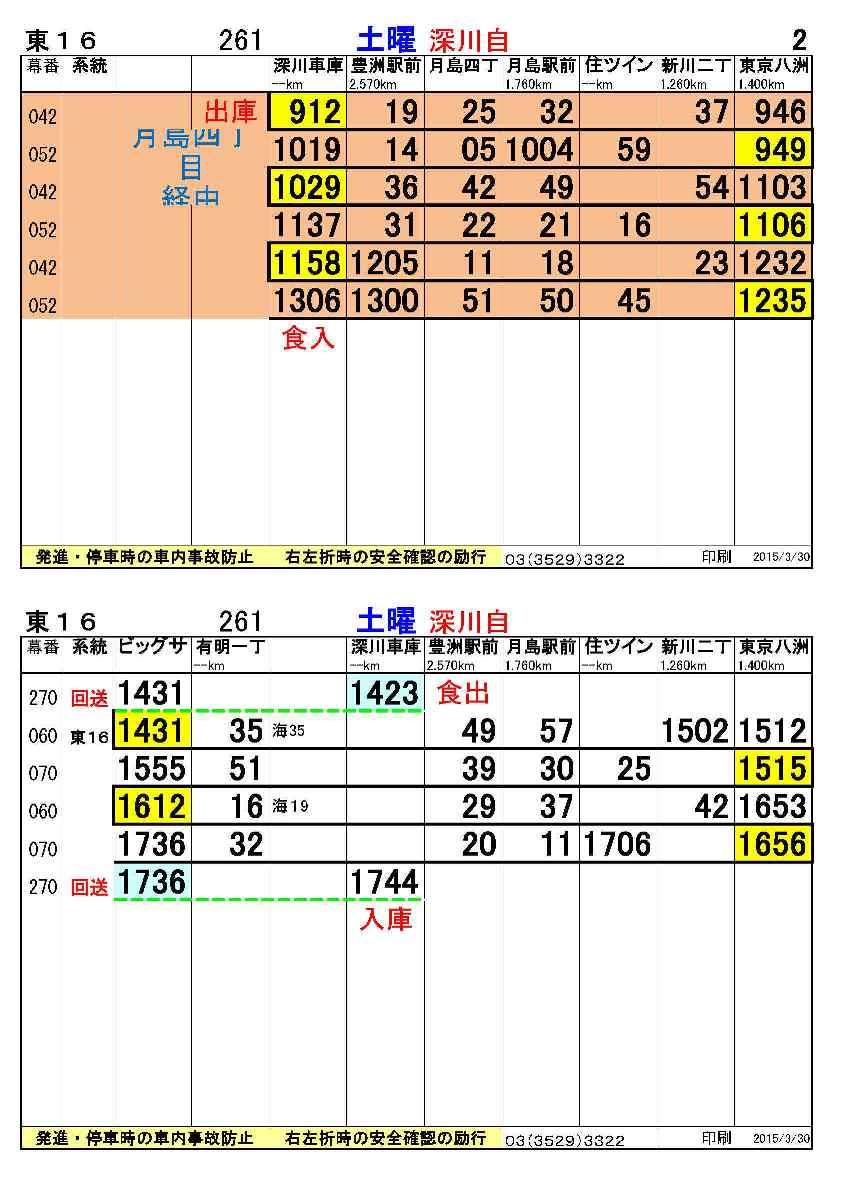 東１６ 261 土曜 深川自 2
幕番 系統 深川車庫 豊洲駅前 月島四丁 月島駅前 住ツイン 新川二丁 東京八洲
--km 2.570km 1.760km --km 1.260km 1.400km
042 出庫 912 19 25 32 37 946
月島四丁
052 1019 14 05 1004 59 949
目
042 1029 36 42 49 54 1103
経由
052 1137 31 22 21 16 1106
042 1158 1205 11 18 23 1232
052 1306 1300 51 50 45 1235
食入
発進・停車時の車内事故防止 右左折時の安全確認の励行 03(3529)3322 印刷 2015/3/30
東１６ 261 土曜 深川自
幕番 系統 ビッグサ 有明一丁 深川車庫 豊洲駅前 月島駅前 住ツイン 新川二丁 東京八洲
--km --km 2.570km 1.760km --km 1.260km 1.400km
270 回送 1431 1423 食出
060 東16 1431 35 海35 49 57 1502 1512
070 1555 51 39 30 25 1515
060 1612 16 海19 29 37 42 1653
070 1736 32 20 11 1706 1656
270 回送 1736 1744
入庫
発進・停車時の車内事故防止 右左折時の安全確認の励行 03(3529)3322 印刷 2015/3/30